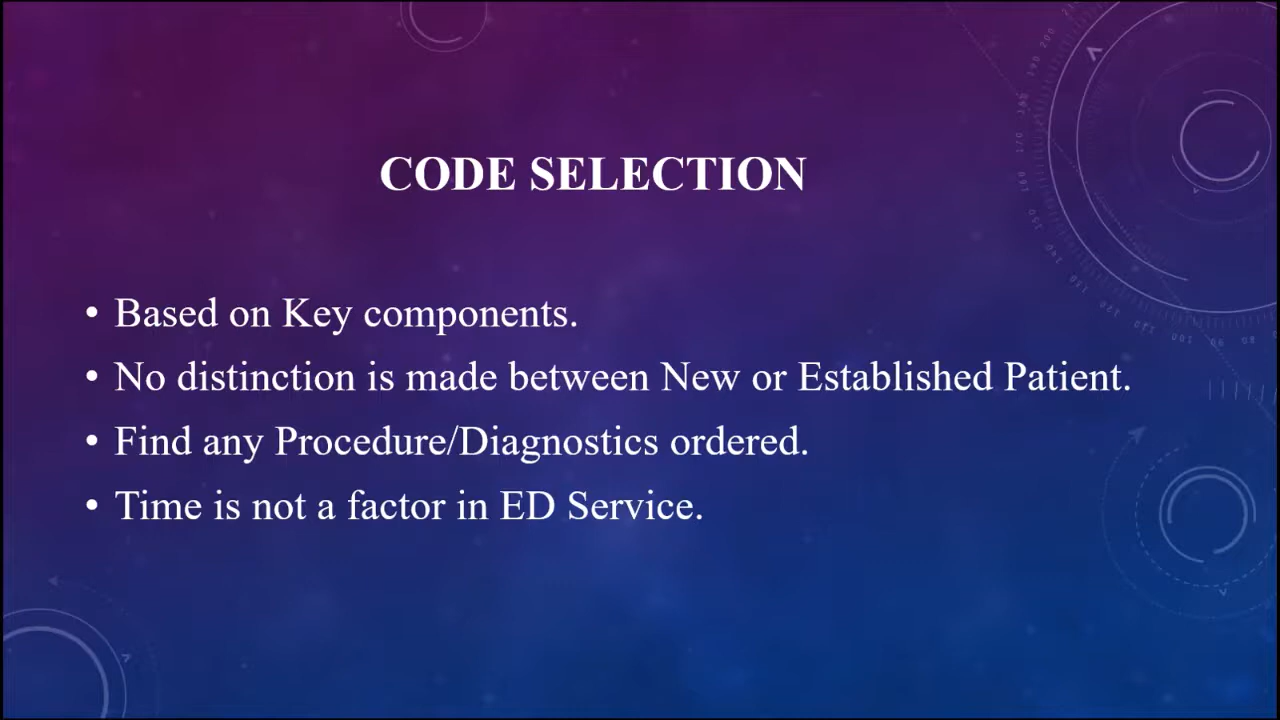 CODE SELECTION
• Based on Key components.
• No distinction is made between New or Established Patient.
• Find any Procedure/Diagnostics ordered.
• Time is not a factor in ED Service.